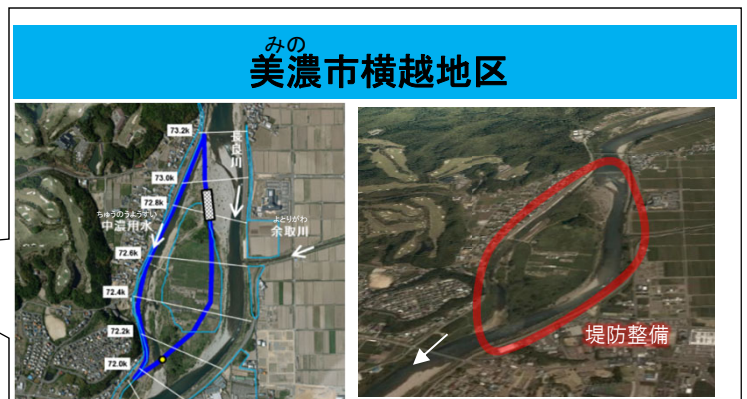 みの
美濃市横越地区
73.2k
長良川
73.0k
72.8k
ちゅうのうようすい
中濃用水
よとりがわ
余取川
72.6k
72.4k
72.2k
72.0k
堤防整備